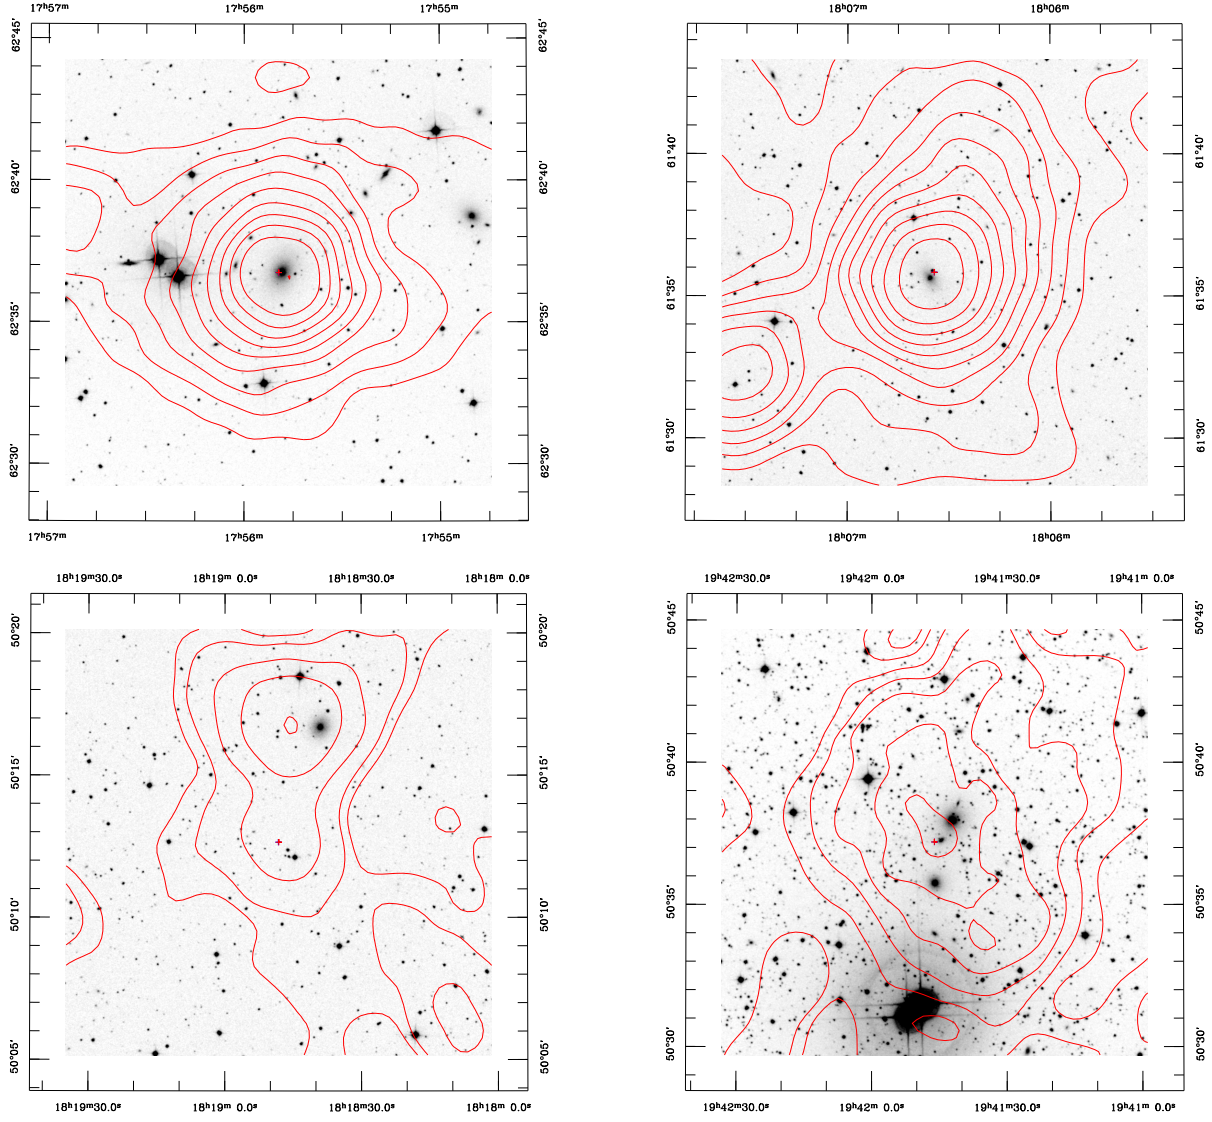 17ʰ57ᵐ 17ʰ56ᵐ 17ʰ55ᵐ
62°45' 62°45'
62°40' 62°40'
62°35' 62°35'
62°30' 62°30'
17ʰ57ᵐ 17ʰ56ᵐ 17ʰ55ᵐ
18ʰ07ᵐ 18ʰ06ᵐ
61°40' 61°40'
61°35' 61°35'
61°30' 61°30'
18ʰ07ᵐ 18ʰ06ᵐ
18ʰ19ᵐ30.0ˢ 18ʰ19ᵐ 0.0ˢ 18ʰ18ᵐ30.0ˢ 18ʰ18ᵐ 0.0ˢ
50°20' 50°20'
50°15' 50°15'
50°10' 50°10'
50°05' 50°05'
18ʰ19ᵐ30.0ˢ 18ʰ19ᵐ 0.0ˢ 18ʰ18ᵐ30.0ˢ 18ʰ18ᵐ 0.0ˢ
19ʰ42ᵐ30.0ˢ 19ʰ42ᵐ 0.0ˢ 19ʰ41ᵐ30.0ˢ 19ʰ41ᵐ 0.0ˢ
50°45' 50°45'
50°40' 50°40'
50°35' 50°35'
50°30' 50°30'
19ʰ42ᵐ30.0ˢ 19ʰ42ᵐ 0.0ˢ 19ʰ41ᵐ30.0ˢ 19ʰ41ᵐ 0.0ˢ